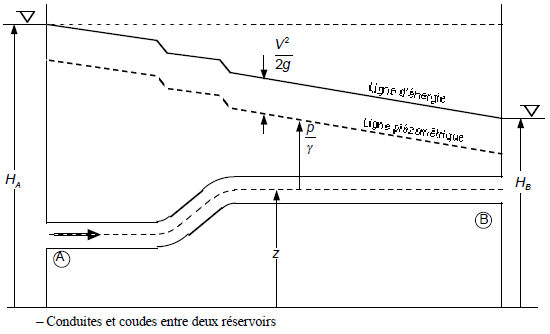 V²
2g
Ligne d'énergie
Ligne piézométrique
p
γ
H_A
H_B
A
B
z
– Conduites et coudes entre deux réservoirs